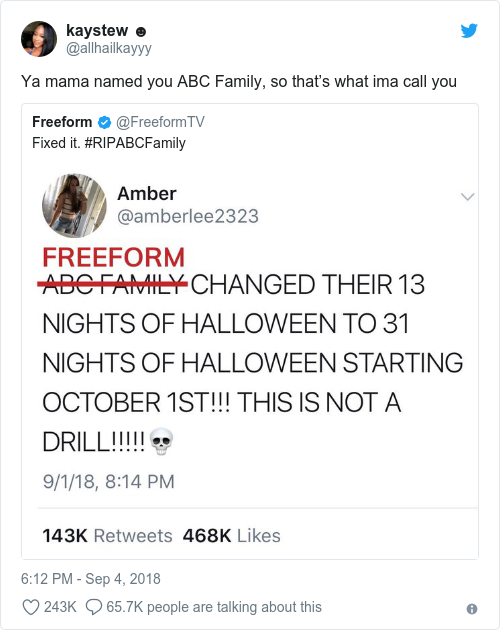 kaystew ☻
@allhailkayyy
Ya mama named you ABC Family, so that’s what ima call you
Freeform @FreeformTV
Fixed it. #RIPABCFamily
Amber
@amberlee2323
FREEFORM
ABC FAMILY CHANGED THEIR 13
NIGHTS OF HALLOWEEN TO 31
NIGHTS OF HALLOWEEN STARTING
OCTOBER 1ST!!! THIS IS NOT A
DRILL!!!!!💀
9/1/18, 8:14 PM
143K Retweets 468K Likes
6:12 PM - Sep 4, 2018
243K 65.7K people are talking about this